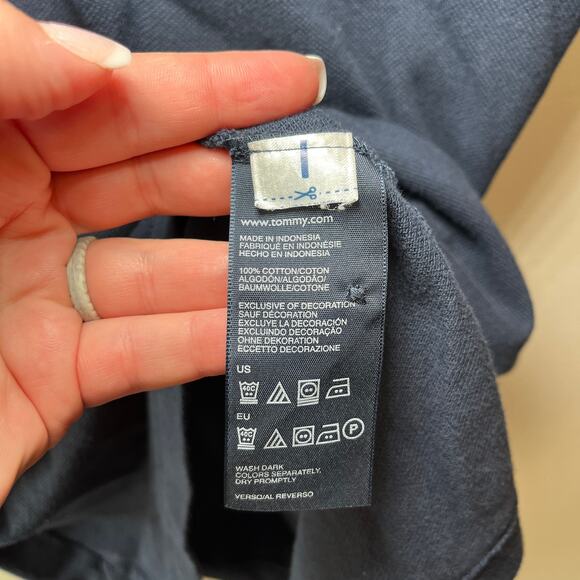 www.tommy.com
MADE IN INDONESIA
FABRIQUÉ EN INDONÉSIE
HECHO EN INDONESIA
100% COTTON/COTON
ALGODÓN/ALGODÃO/
BAUMWOLLE/COTONE
EXCLUSIVE OF DECORATION
SAUF DÉCORATION
EXCLUYE LA DECORACIÓN
EXCLUINDO DECORAÇÃO
OHNE DEKORATION
ECCETTO DECORAZIONE
US
40C
EU
40C P
WASH DARK
COLORS SEPARATELY.
DRY PROMPTLY
VERSO/AL REVERSO